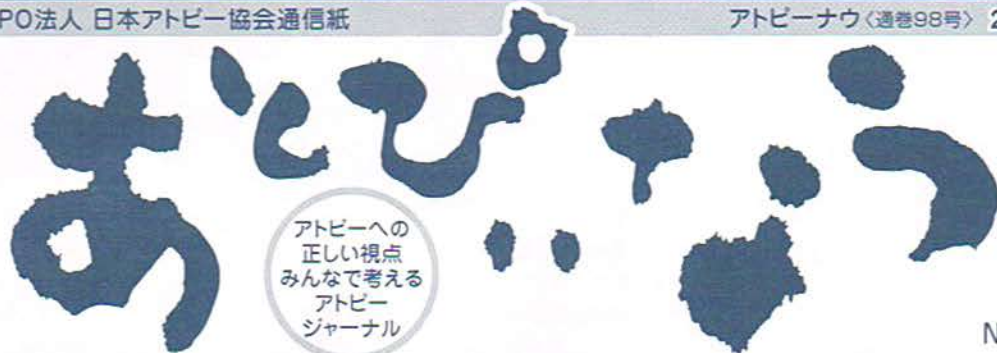 PO法人 日本アトピー協会通信紙
アトピーナウ〈通巻98号〉 2
あとぴいなう
アトピーへの
正しい視点
みんなで考える
アトピー
ジャーナル
N